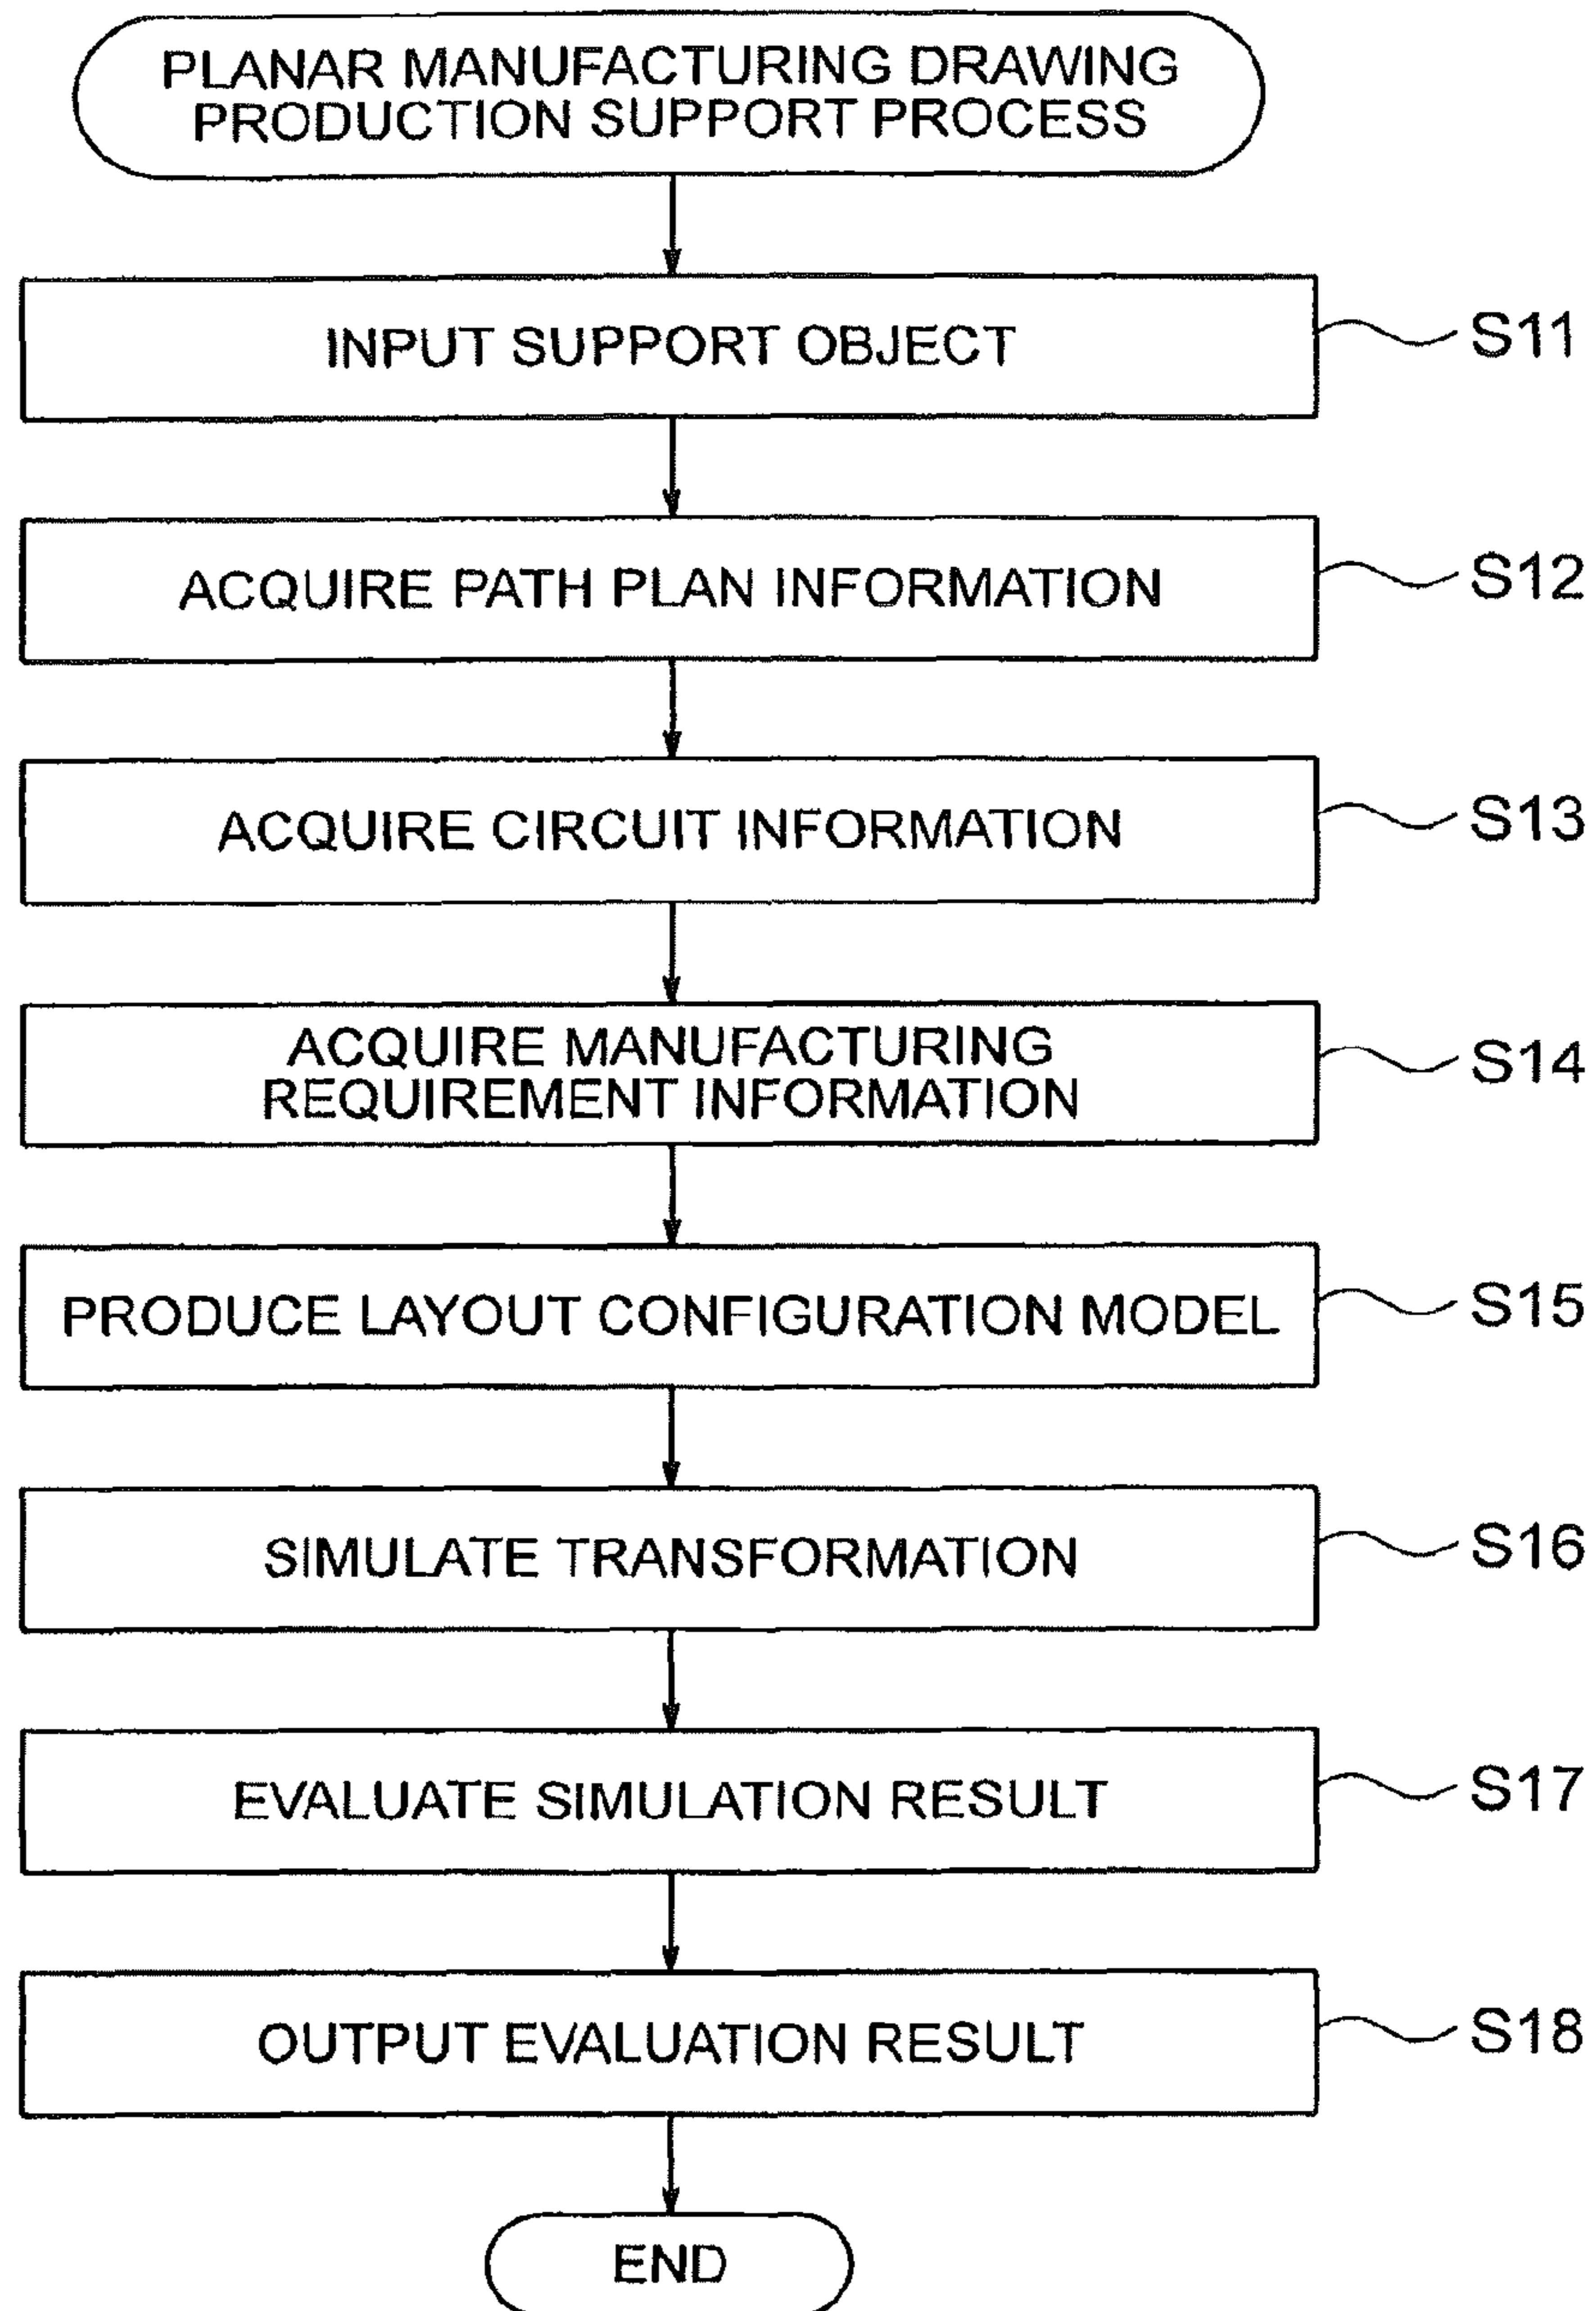 PLANAR MANUFACTURING DRAWING
PRODUCTION SUPPORT PROCESS
INPUT SUPPORT OBJECT
S11
ACQUIRE PATH PLAN INFORMATION
S12
ACQUIRE CIRCUIT INFORMATION
S13
ACQUIRE MANUFACTURING
REQUIREMENT INFORMATION
S14
PRODUCE LAYOUT CONFIGURATION MODEL
S15
SIMULATE TRANSFORMATION
S16
EVALUATE SIMULATION RESULT
S17
OUTPUT EVALUATION RESULT
S18
END